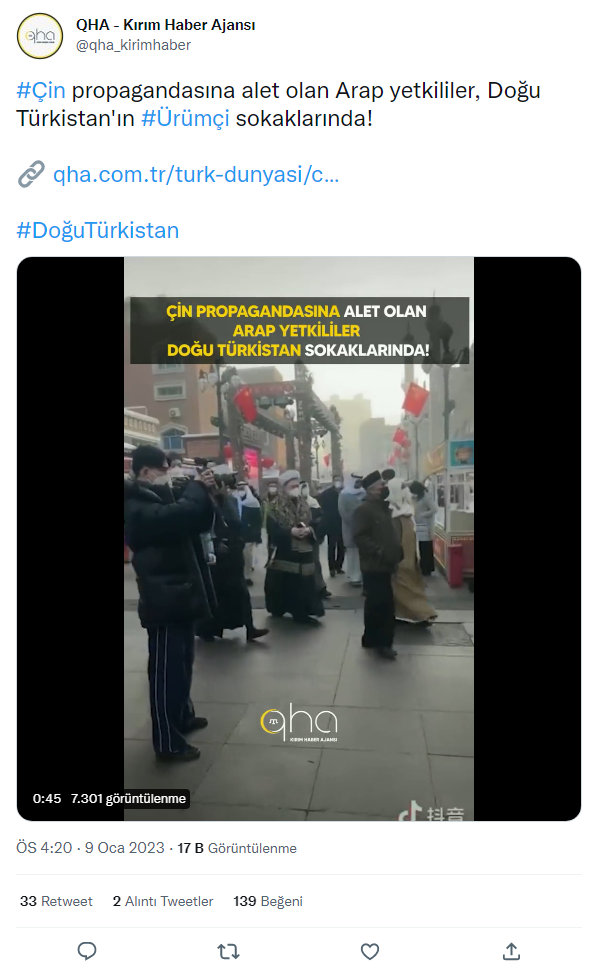 QHA - Kırım Haber Ajansı
@qha_kirimhaber
#Çin propagandasına alet olan Arap yetkililer, Doğu
Türkistan'ın #Ürümçi sokaklarında!
qha.com.tr/turk-dunyasi/c...
#DoğuTürkistan
ÇİN PROPAGANDASINA ALET OLAN
ARAP YETKİLİLER
DOĞU TÜRKİSTAN SOKAKLARINDA!
qha
KIRIM HABER AJANSI
抖音
0:45 7.301 görüntülenme
ÖS 4:20 · 9 Oca 2023 · 17 B Görüntülenme
33 Retweet 2 Alıntı Tweetler 139 Beğeni